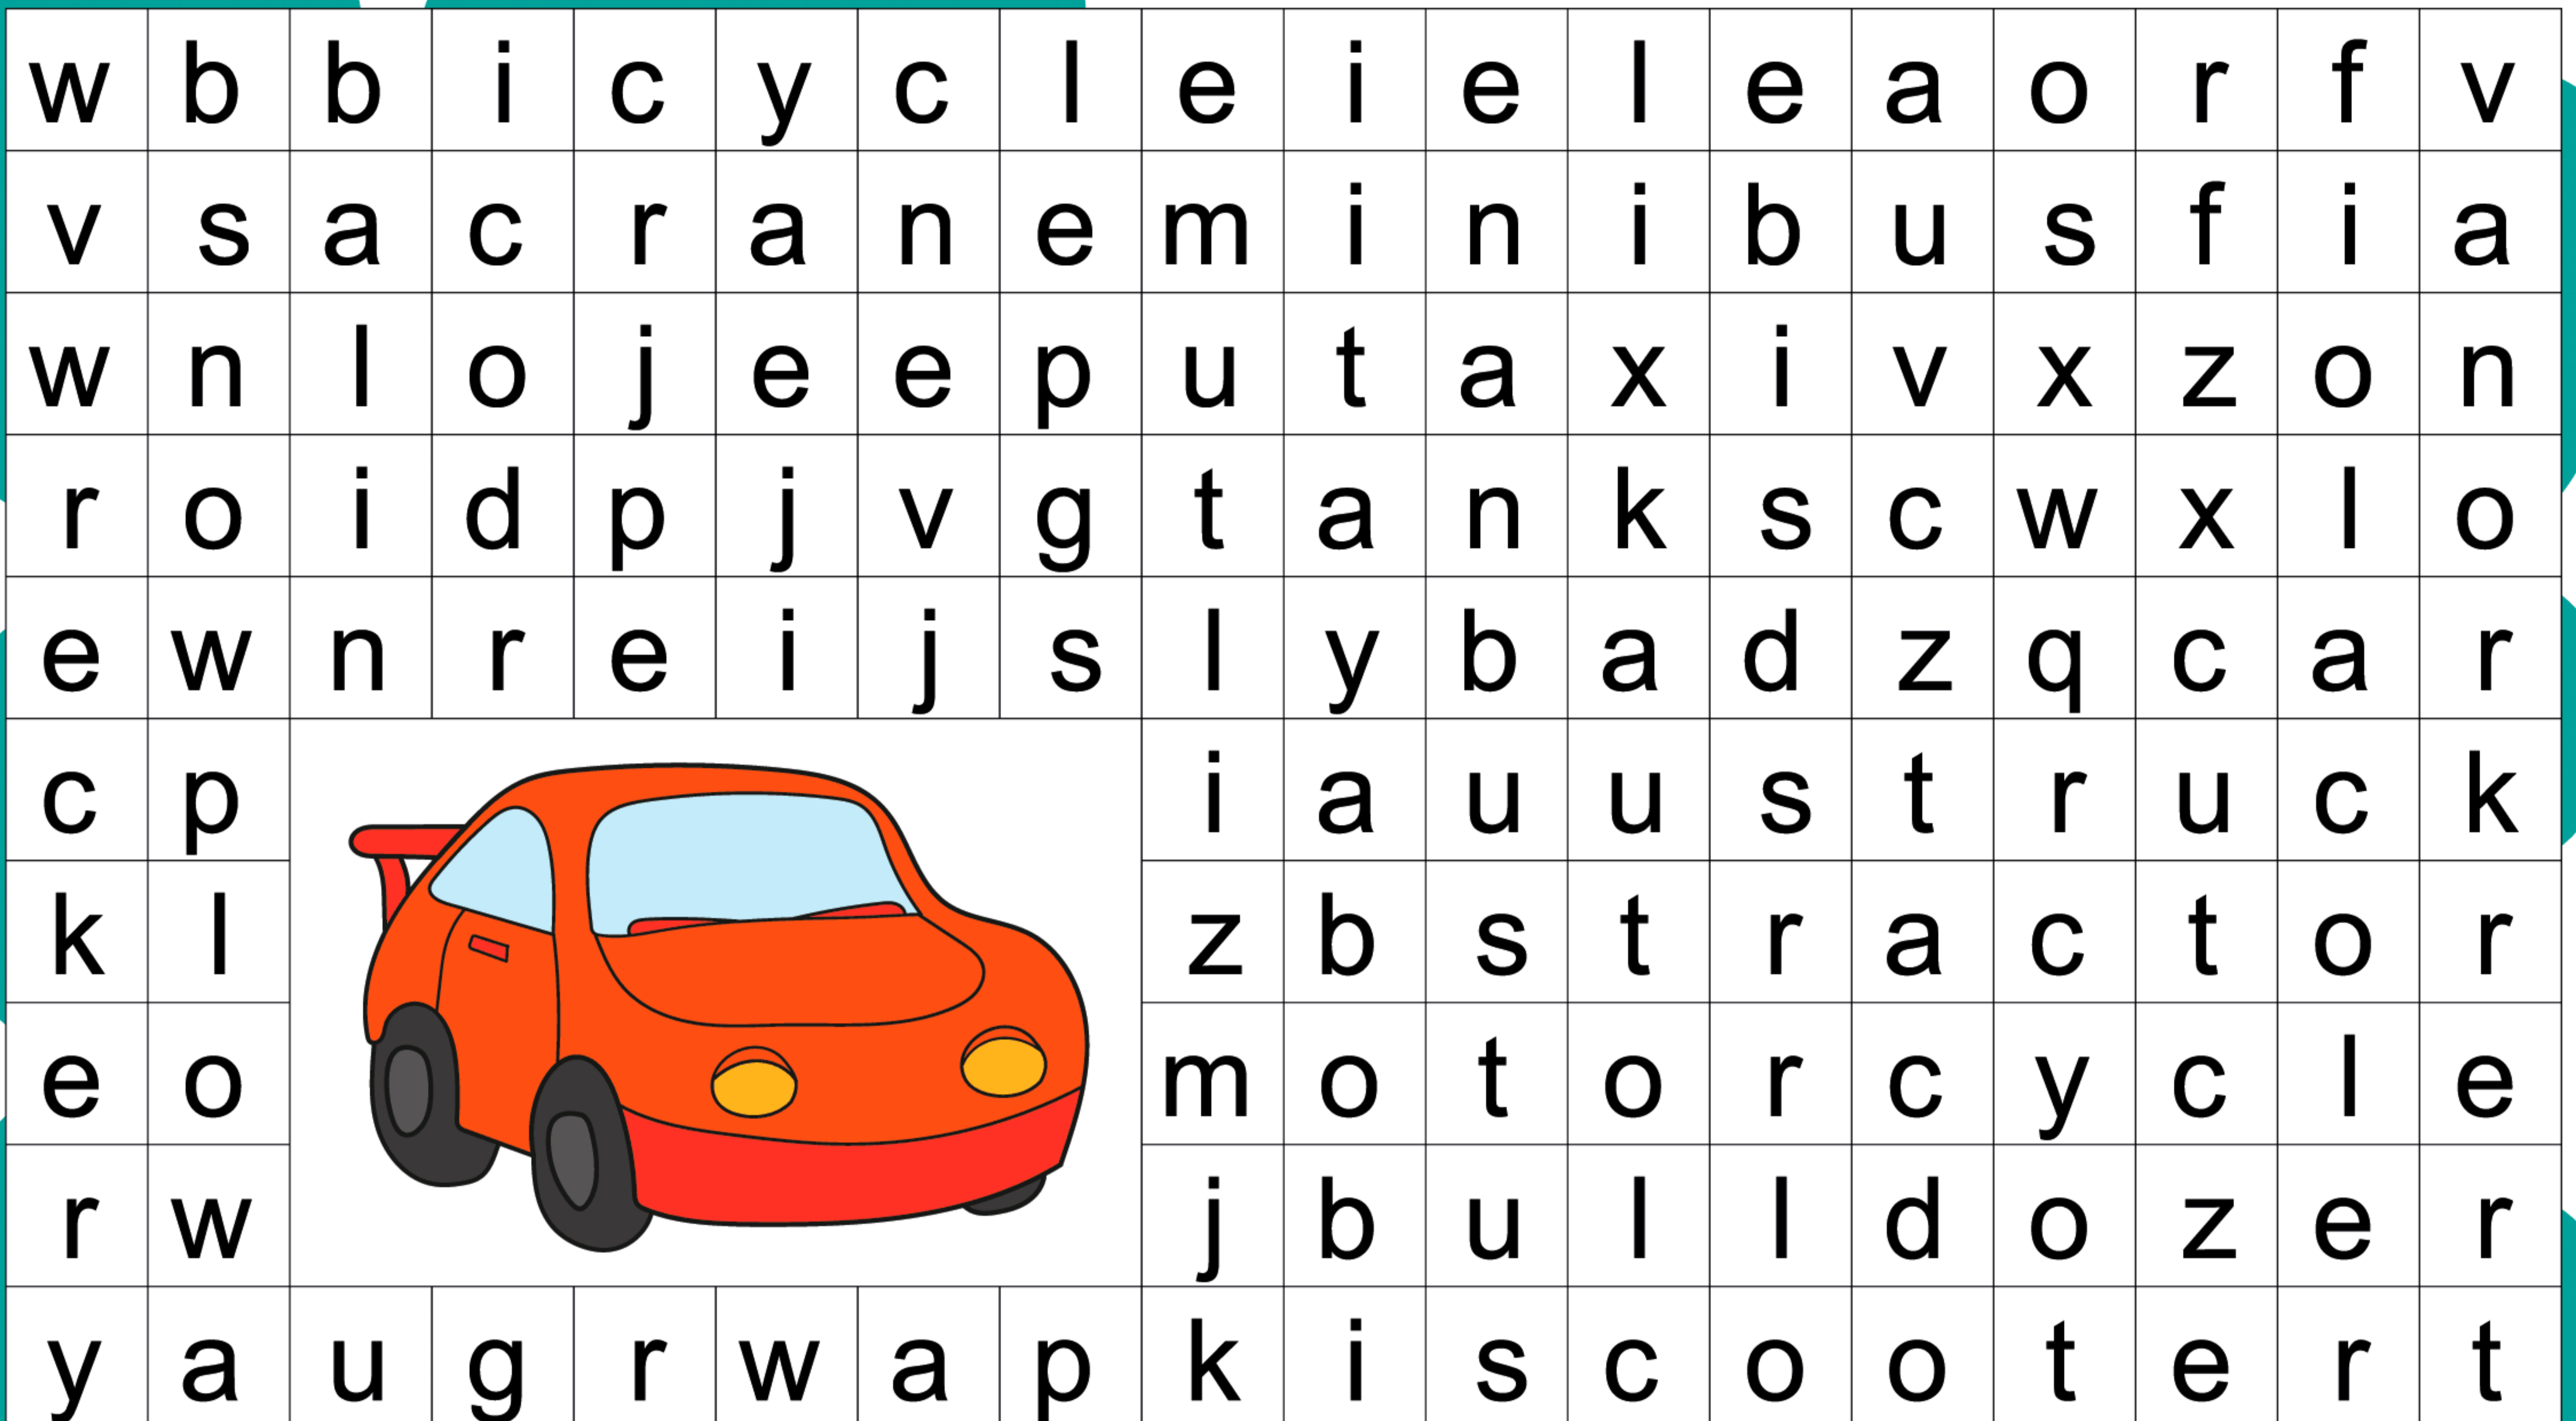 w b b i c y c l e i e l e a o r f v
v s a c r a n e m i n i b u s f i a
w n l o j e e p u t a x i v x z o n
r o i d p j v g t a n k s c w x l o
e w n r e i j s l y b a d z q c a r
c p i a u u s t r u c k
k l z b s t r a c t o r
e o m o t o r c y c l e
r w j b u l l d o z e r
y a u g r w a p k i s c o o t e r t